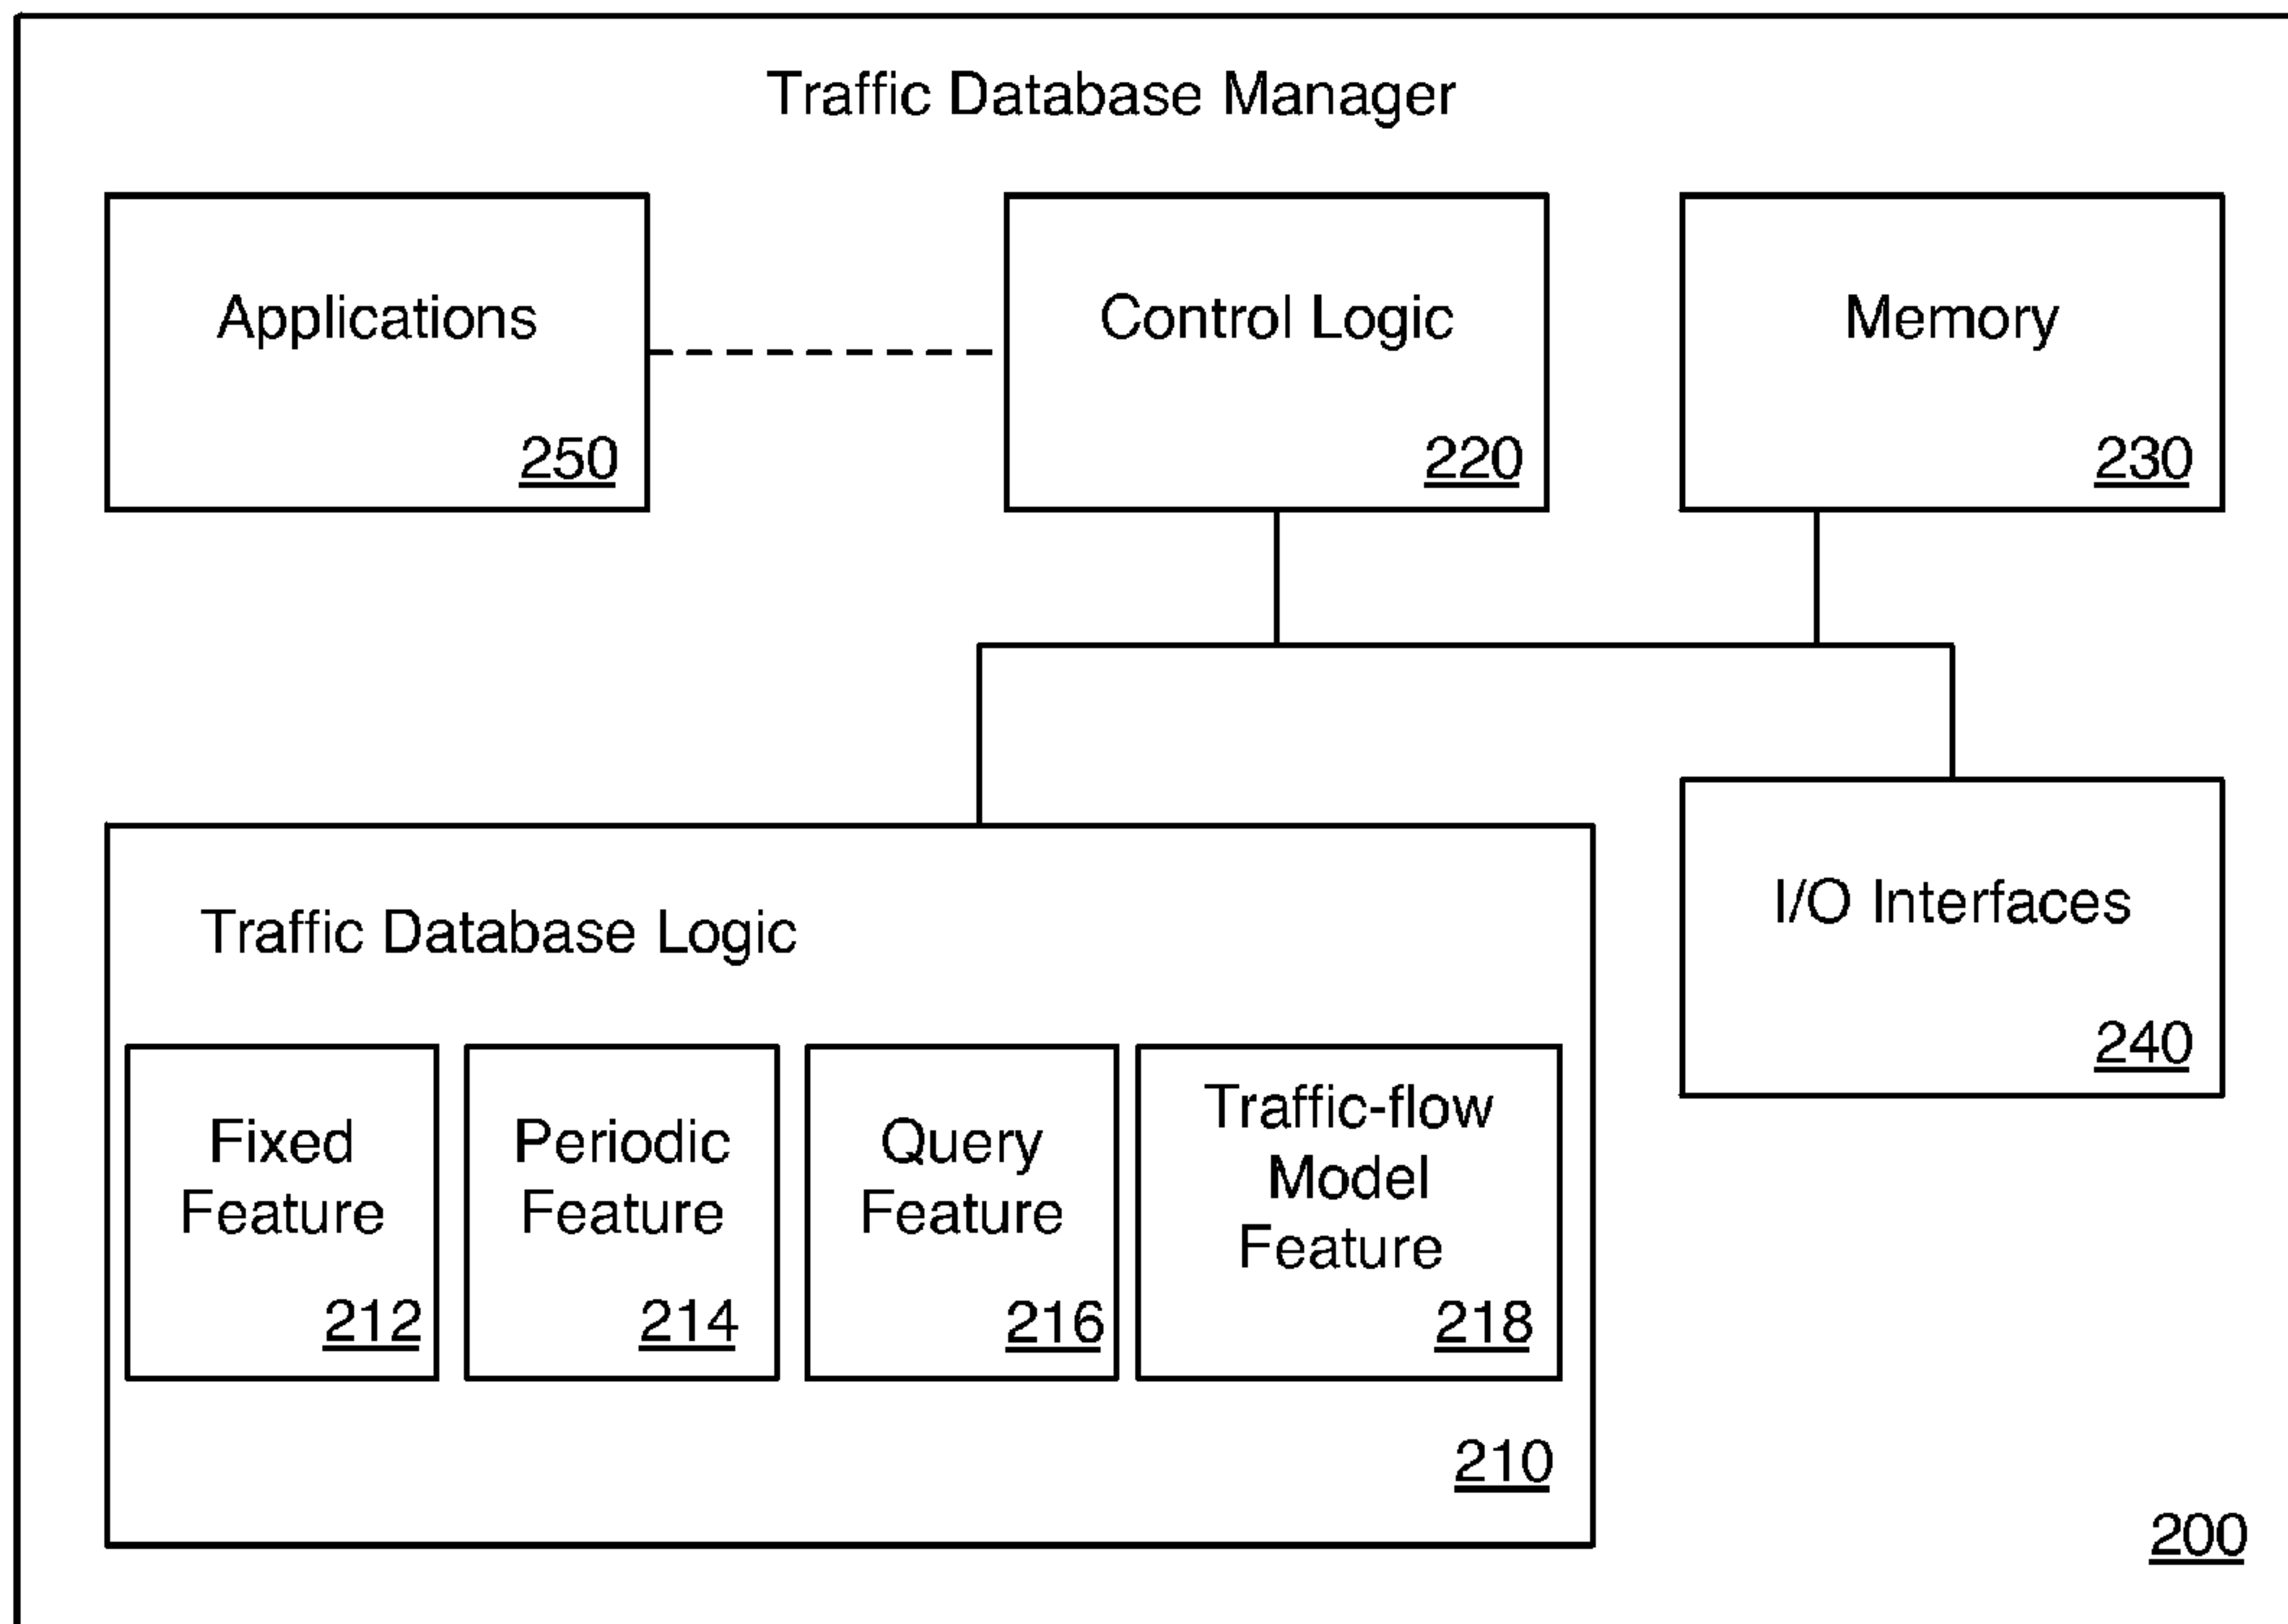 Traffic Database Manager
Applications
250
Control Logic
220
Memory
230
Traffic Database Logic
Fixed
Feature
212
Periodic
Feature
214
Query
Feature
216
Traffic-flow
Model
Feature
218
210
I/O Interfaces
240
200